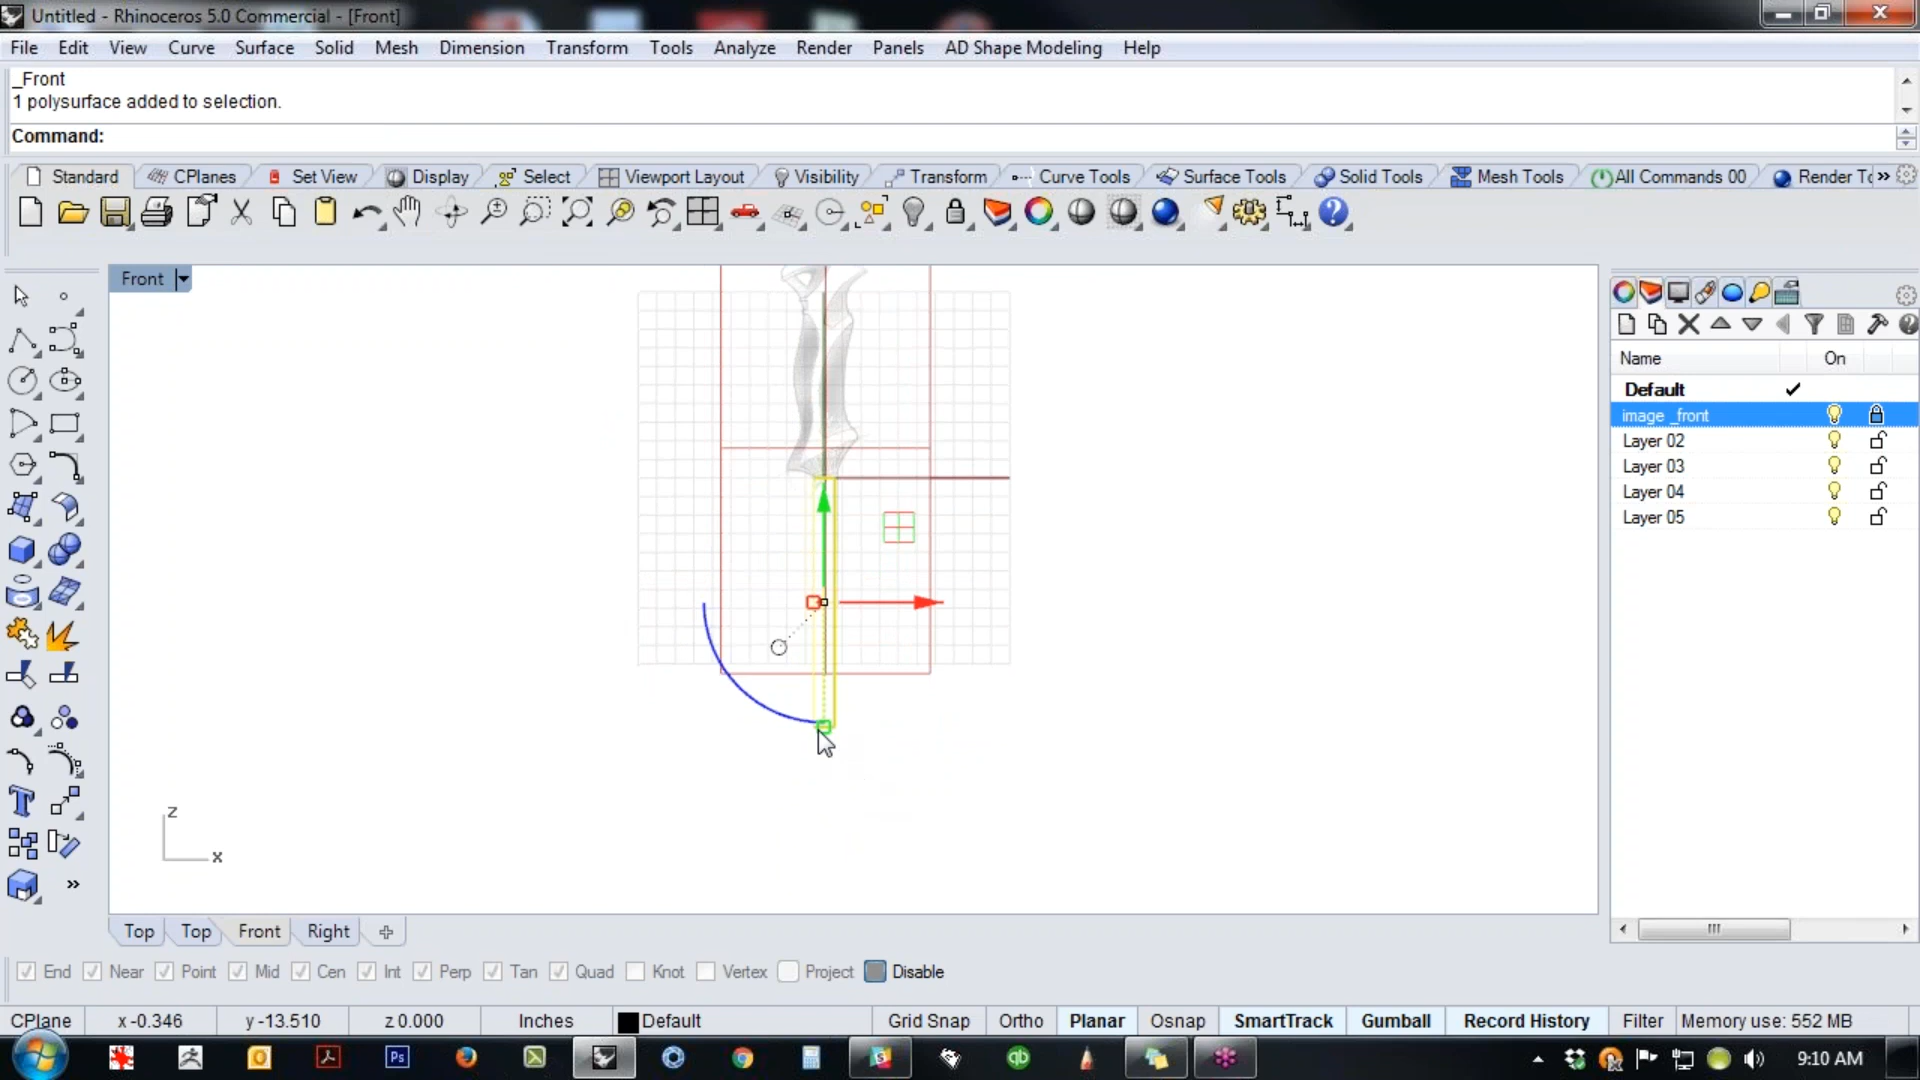 Untitled - Rhinoceros 5.0 Commercial - [Front]
File Edit View Curve Surface Solid Mesh Dimension Transform Tools Analyze Render Panels AD Shape Modeling Help
_Front
1 polysurface added to selection.
Command:
Standard CPlanes Set View Display Select Viewport Layout Visibility Transform Curve Tools Surface Tools Solid Tools Mesh Tools All Commands 00 Render To »
Front
Name On
Default
image _front
Layer 02
Layer 03
Layer 04
Layer 05
z
x
Top Top Front Right
End Near Point Mid Cen Int Perp Tan Quad Knot Vertex Project Disable
CPlane x -0.346 y -13.510 z 0.000 Inches Default Grid Snap Ortho Planar Osnap SmartTrack Gumball Record History Filter Memory use: 552 MB
Ps qb 9:10 AM